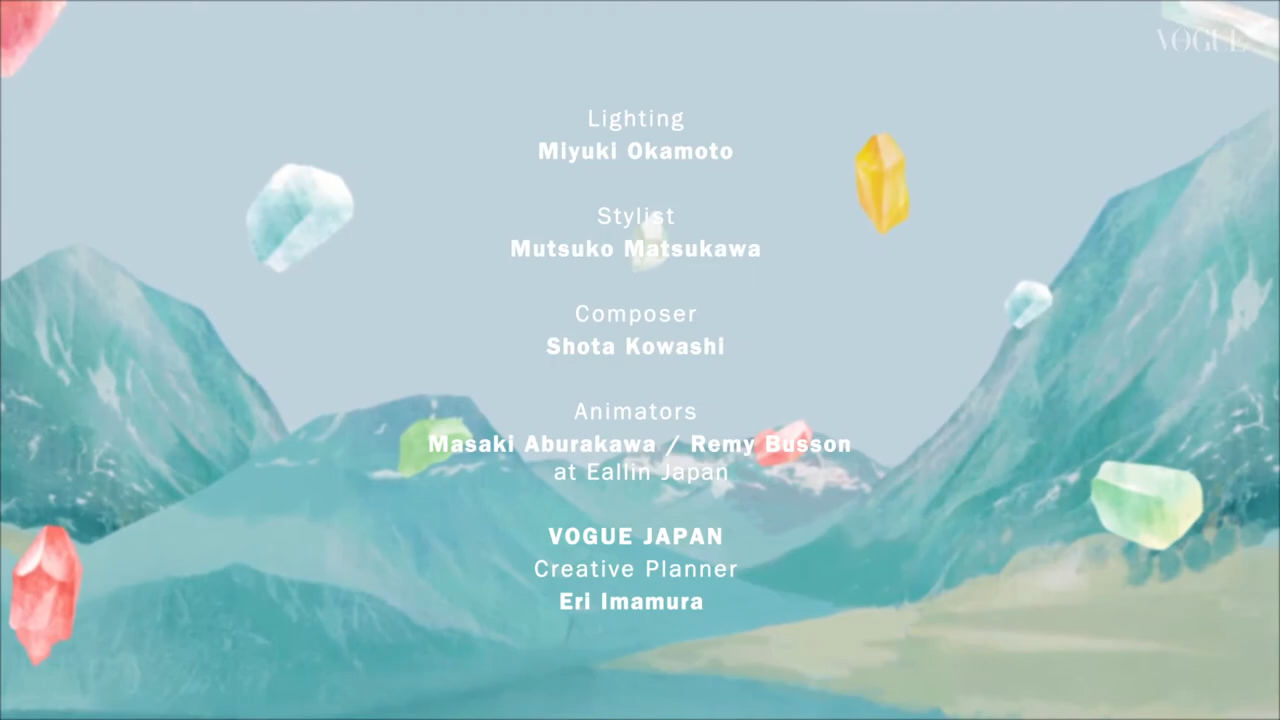 VOGUE
Lighting
Miyuki Okamoto
Stylist
Mutsuko Matsukawa
Composer
Shota Kowashi
Animators
Masaki Aburakawa / Remy Busson
at Eallin Japan
VOGUE JAPAN
Creative Planner
Eri Imamura